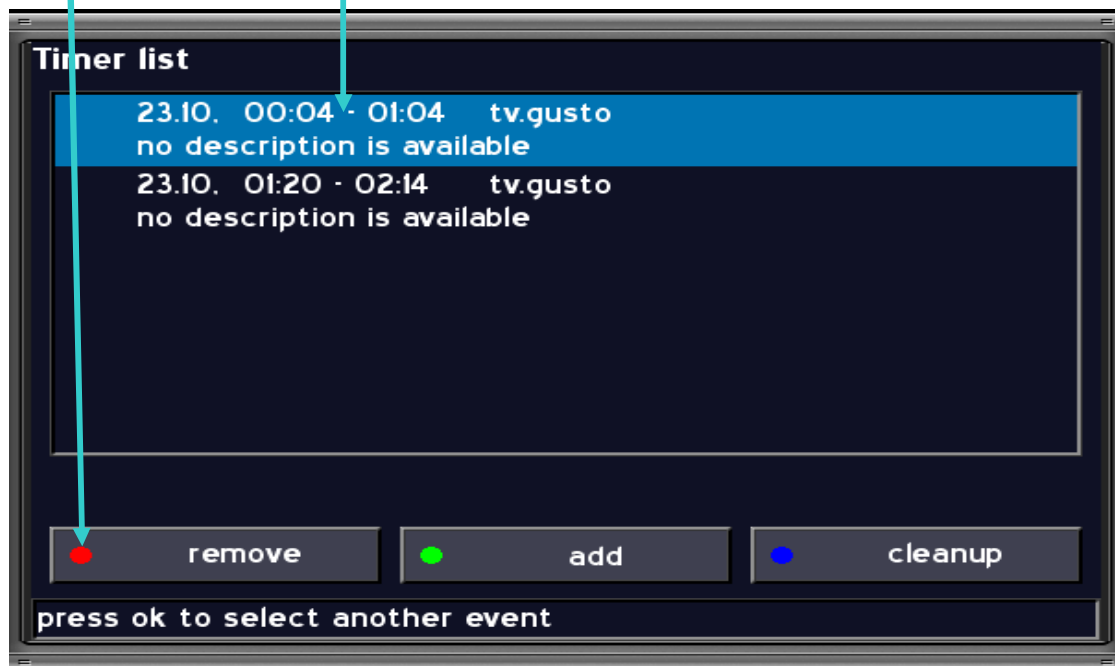 Timer list
23.10. 00:04 - 01:04 tv.gusto
no description is available
23.10. 01:20 - 02:14 tv.gusto
no description is available
remove
add
cleanup
press ok to select another event